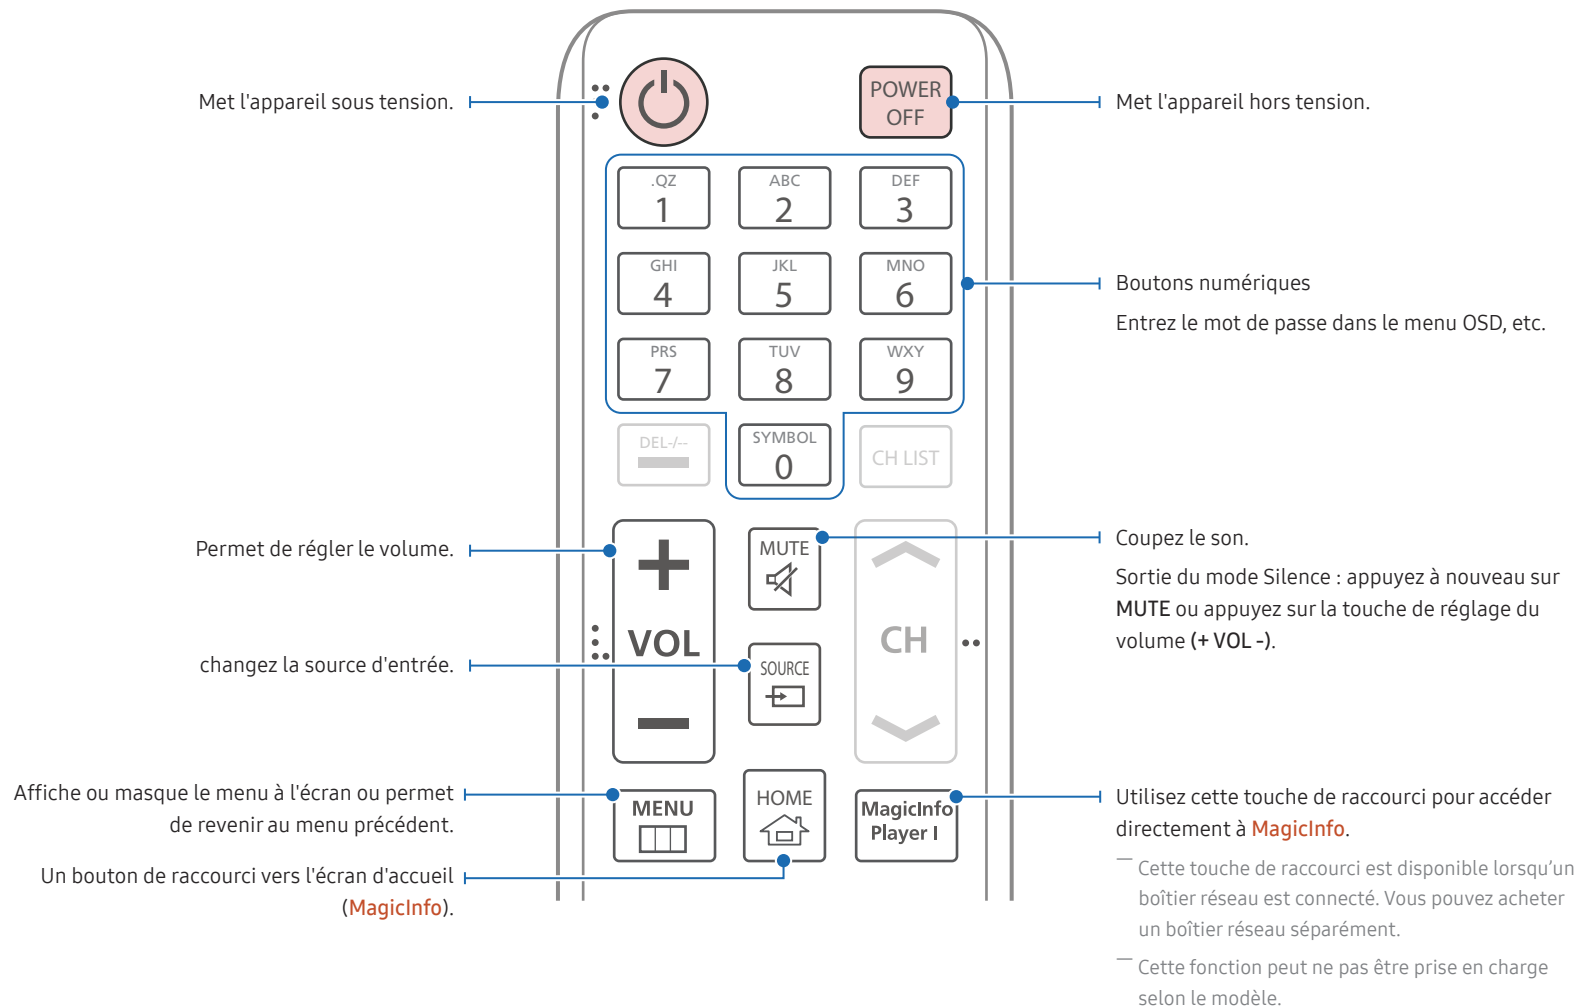 Met l'appareil sous tension.
POWER
OFF
Met l'appareil hors tension.
.QZ
1
ABC
2
DEF
3
GHI
4
JKL
5
MNO
6
Boutons numériques
Entrez le mot de passe dans le menu OSD, etc.
PRS
7
TUV
8
WXY
9
DEL-/--
SYMBOL
0
CH LIST
Permet de régler le volume.
VOL
MUTE
CH
Coupez le son.
Sortie du mode Silence : appuyez à nouveau sur
MUTE ou appuyez sur la touche de réglage du
volume (+ VOL -).
changez la source d'entrée.
SOURCE
Affiche ou masque le menu à l'écran ou permet
de revenir au menu précédent.
MENU
HOME
MagicInfo
Player I
Utilisez cette touche de raccourci pour accéder
directement à MagicInfo.
Un bouton de raccourci vers l'écran d'accueil
(MagicInfo).
― Cette touche de raccourci est disponible lorsqu’un
boîtier réseau est connecté. Vous pouvez acheter
un boîtier réseau séparément.
― Cette fonction peut ne pas être prise en charge
selon le modèle.